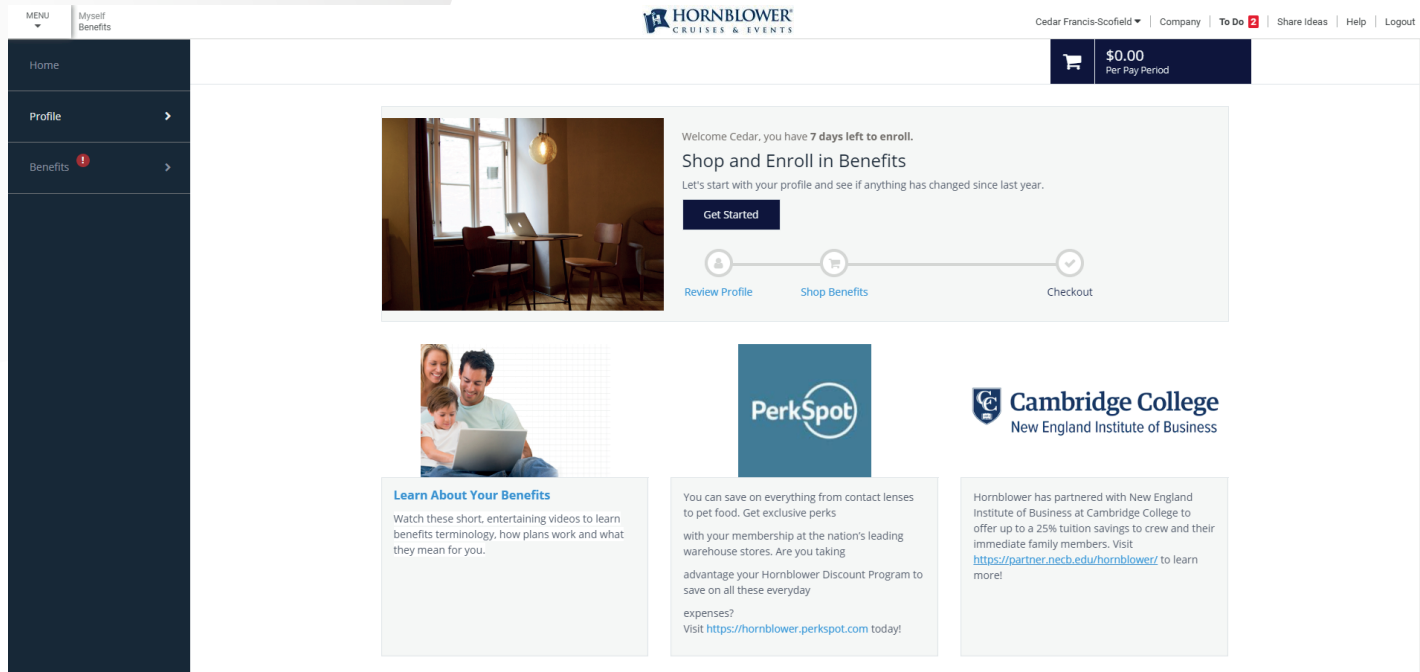 MENU
Myself
Benefits
HORNBLOWER®
CRUISES & EVENTS
Cedar Francis-Scofield
Company
To Do 2
Share Ideas
Help
Logout
Home
Profile
Benefits
$0.00
Per Pay Period
Welcome Cedar, you have 7 days left to enroll.
Shop and Enroll in Benefits
Let's start with your profile and see if anything has changed since last year.
Get Started
Review Profile
Shop Benefits
Checkout
Learn About Your Benefits
Watch these short, entertaining videos to learn
benefits terminology, how plans work and what
they mean for you.
PerkSpot
You can save on everything from contact lenses
to pet food. Get exclusive perks
with your membership at the nation's leading
warehouse stores. Are you taking
advantage your Hornblower Discount Program to
save on all these everyday
expenses?
Visit https://hornblower.perkspot.com today!
CC
Cambridge College
New England Institute of Business
Hornblower has partnered with New England
Institute of Business at Cambridge College to
offer up to a 25% tuition savings to crew and their
immediate family members. Visit
https://partner.necb.edu/hornblower/ to learn
more!